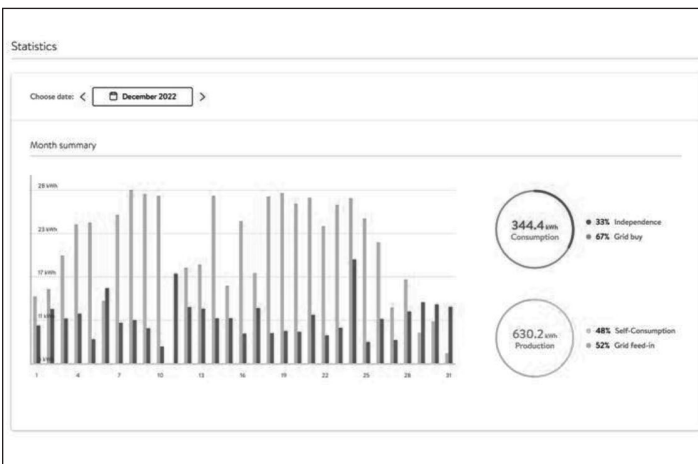 Statistics
Choose date: < December 2022 >
Month summary
28 kWh
23 kWh
17 kWh
11 kWh
1 4 7 10 13 16 19 22 25 28 31
344.4 kWh
Consumption
33% Independence
67% Grid buy
630.2 kWh
Production
48% Self-Consumption
52% Grid feed-in